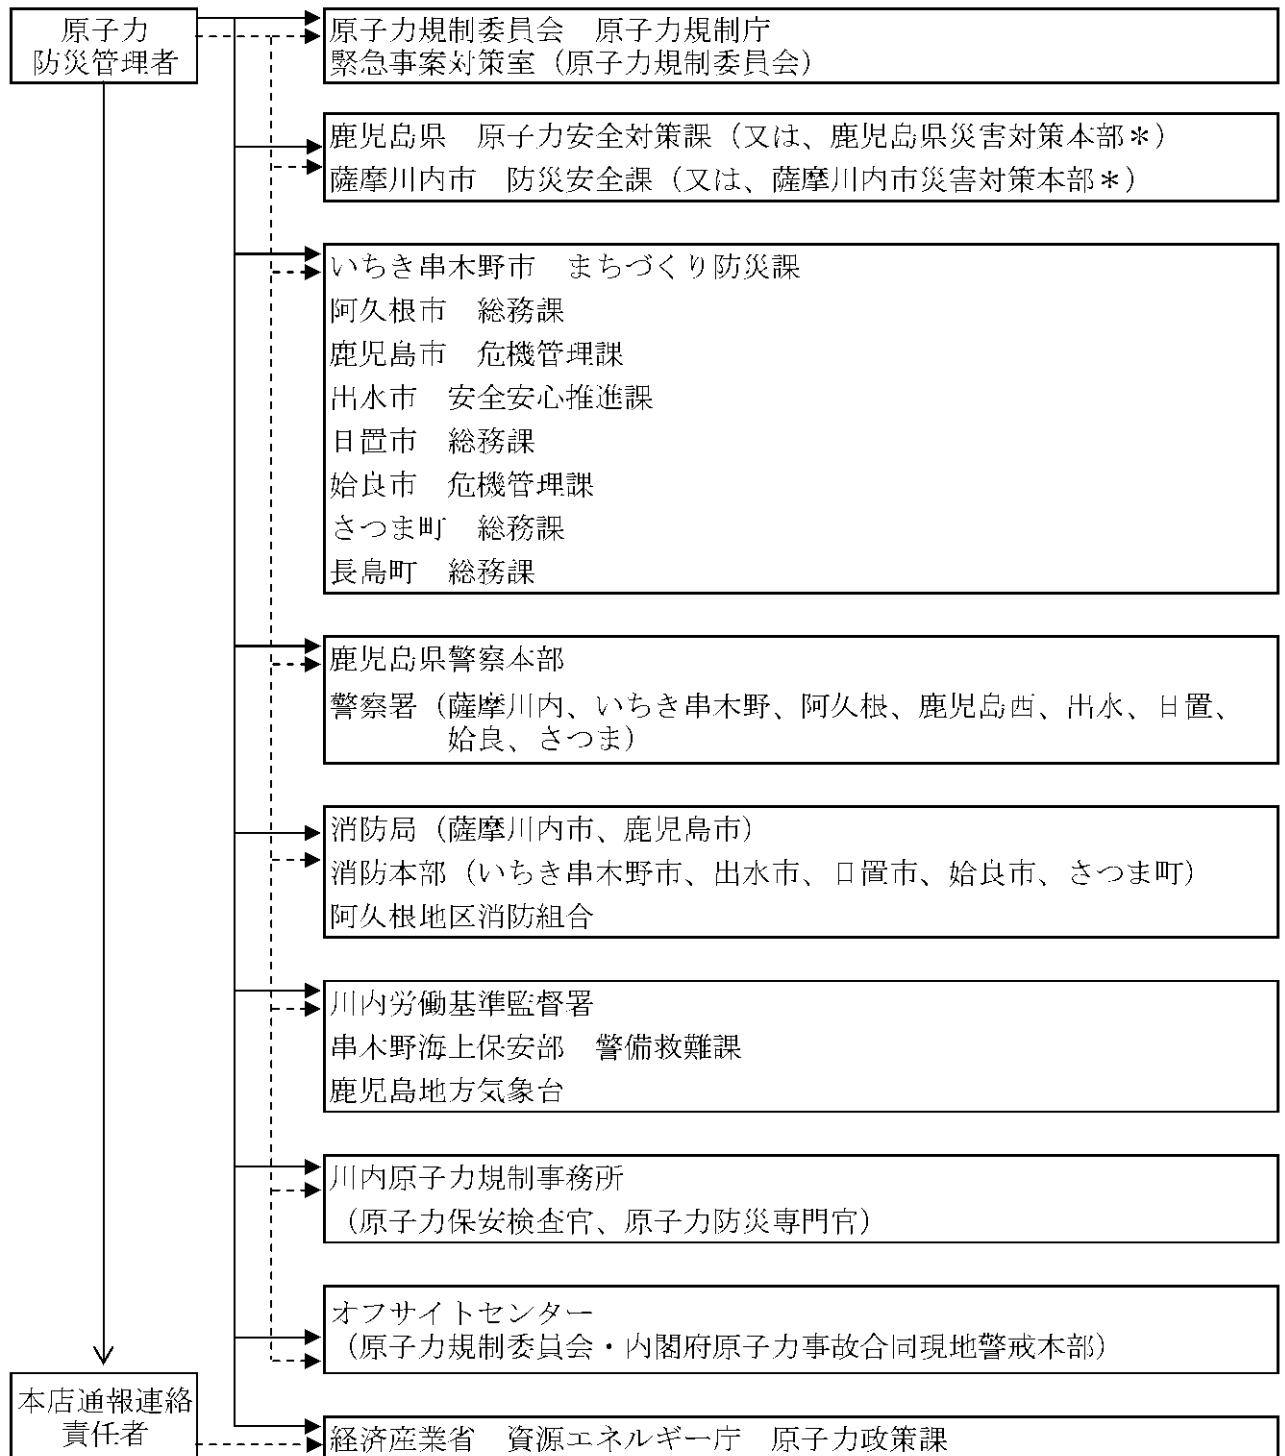 原子力
防災管理者
原子力規制委員会　原子力規制庁
緊急事案対策室（原子力規制委員会）
鹿児島県　原子力安全対策課（又は、鹿児島県災害対策本部＊）
薩摩川内市　防災安全課（又は、薩摩川内市災害対策本部＊）
いちき串木野市　まちづくり防災課
阿久根市　総務課
鹿児島市　危機管理課
出水市　安全安心推進課
日置市　総務課
姶良市　危機管理課
さつま町　総務課
長島町　総務課
鹿児島県警察本部
警察署（薩摩川内、いちき串木野、阿久根、鹿児島西、出水、日置、
姶良、さつま）
消防局（薩摩川内市、鹿児島市）
消防本部（いちき串木野市、出水市、日置市、姶良市、さつま町）
阿久根地区消防組合
川内労働基準監督署
串木野海上保安部　警備救難課
鹿児島地方気象台
川内原子力規制事務所
（原子力保安検査官、原子力防災専門官）
オフサイトセンター
（原子力規制委員会・内閣府原子力事故合同現地警戒本部）
本店通報連絡
責任者
経済産業省　資源エネルギー庁　原子力政策課